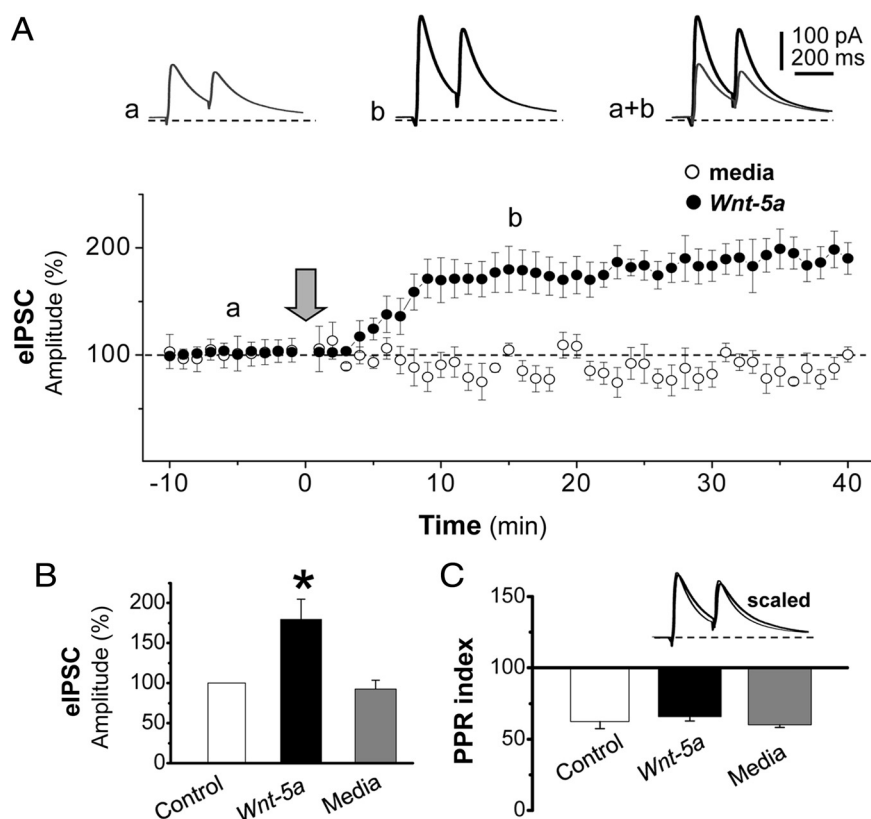 A
a
b
a+b
100 pA
200 ms
media
Wnt-5a
eIPSC
Amplitude (%)
200
100
a
b
-10
0
10
20
30
40
Time (min)
B
eIPSC
Amplitude (%)
200
150
100
50
0
*
Control
Wnt-5a
Media
C
PPR index
150
100
50
0
scaled
Control
Wnt-5a
Media